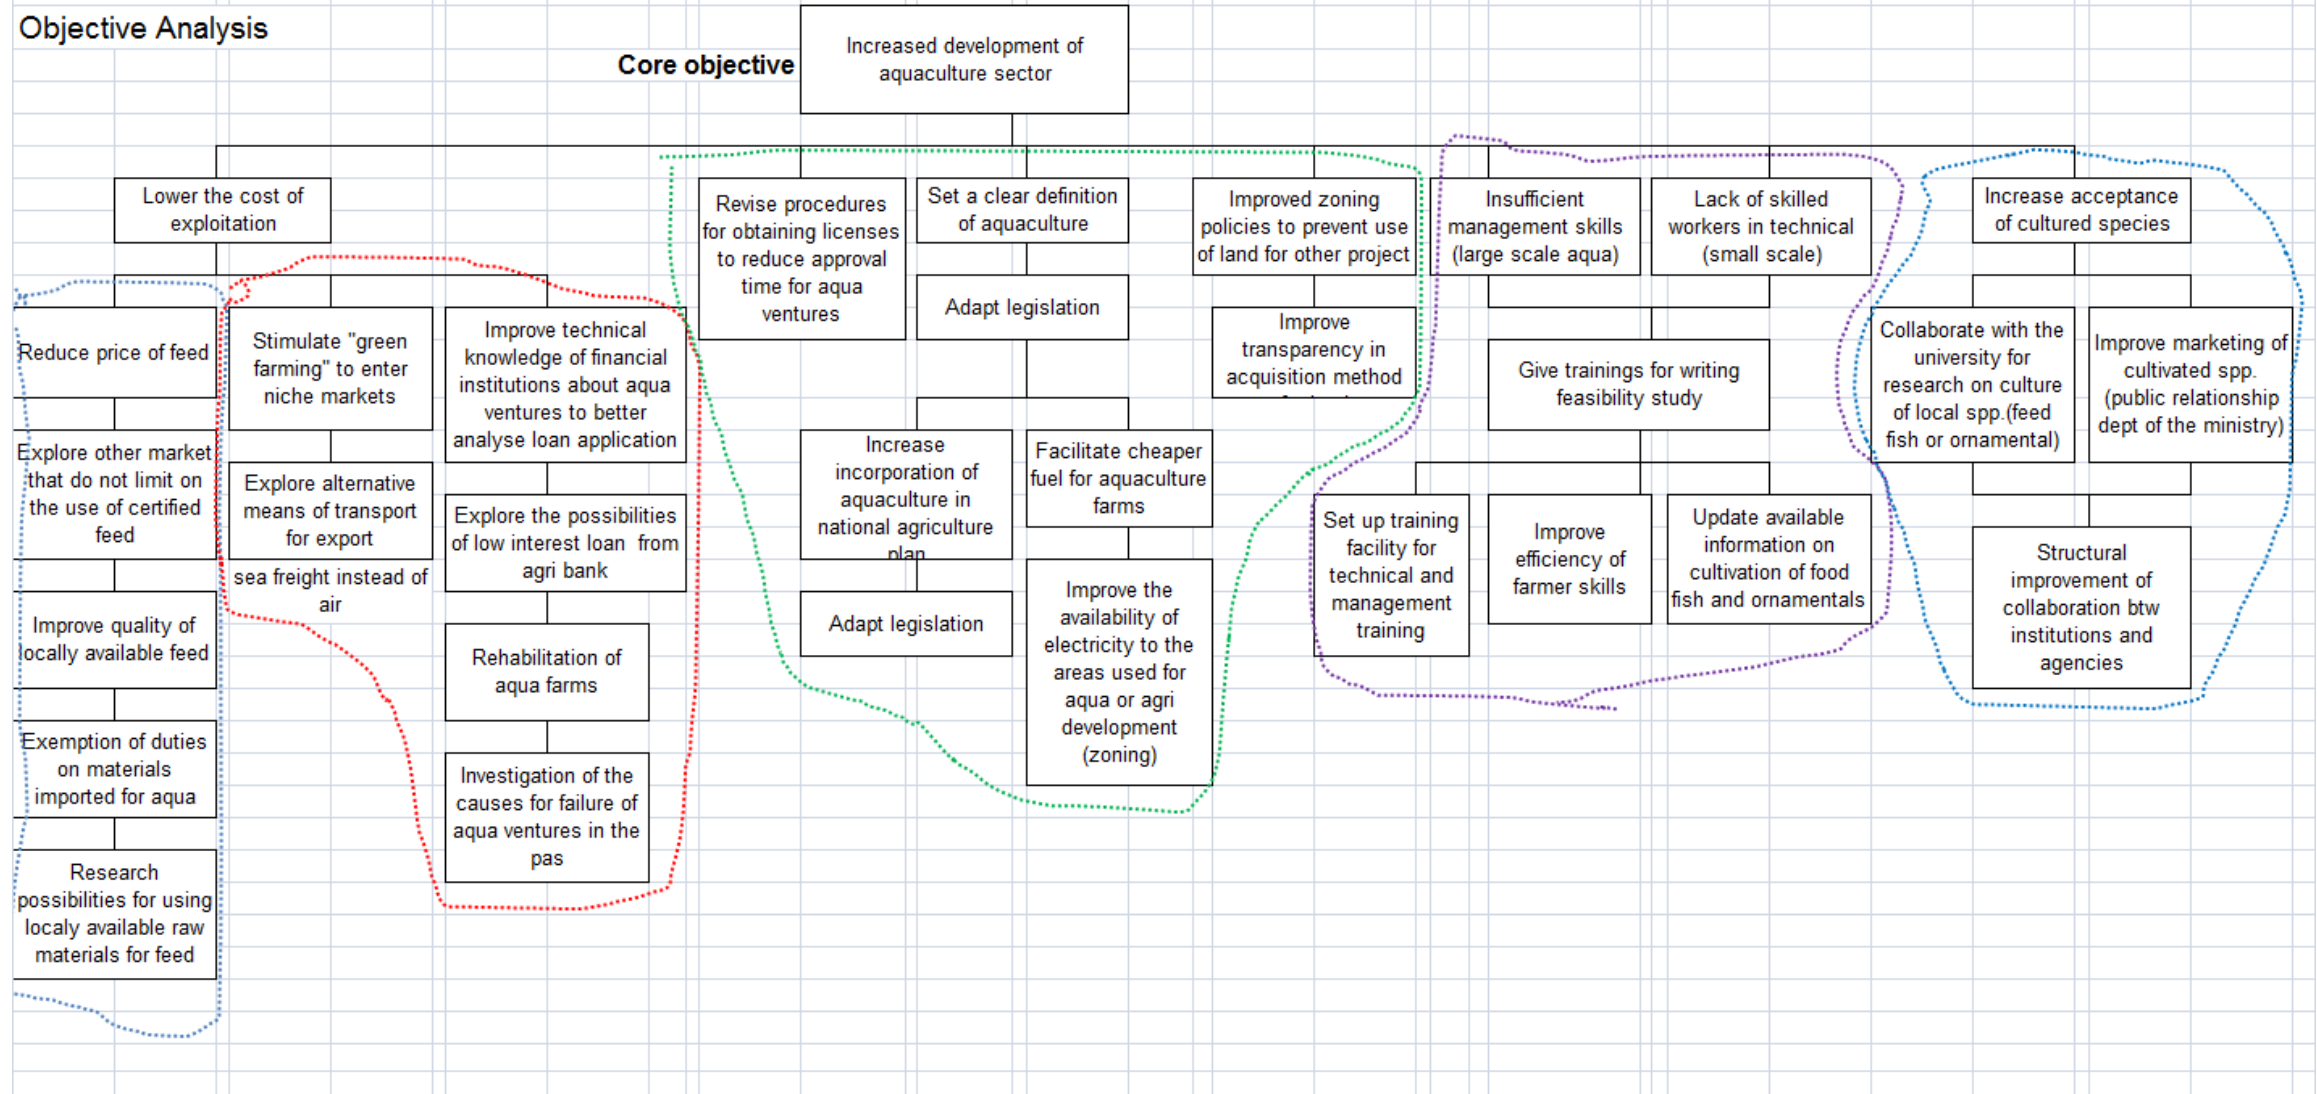 Objective Analysis
Core objective
Increased development of
aquaculture sector
Lower the cost of
exploitation
Revise procedures
for obtaining licenses
to reduce approval
time for aqua
ventures
Set a clear definition
of aquaculture
Improved zoning
policies to prevent use
of land for other project
Insufficient
management skills
(large scale aqua)
Lack of skilled
workers in technical
(small scale)
Increase acceptance
of cultured species
Reduce price of feed
Stimulate "green
farming" to enter
niche markets
Improve technical
knowledge of financial
institutions about aqua
ventures to better
analyse loan application
Adapt legislation
Improve
transparency in
acquisition method
Give trainings for writing
feasibility study
Collaborate with the
university for
research on culture
of local spp.(feed
fish or ornamental)
Improve marketing of
cultivated spp.
(public relationship
dept of the ministry)
Explore other market
that do not limit on
the use of certified
feed
Explore alternative
means of transport
for export
sea freight instead of
air
Explore the possibilities
of low interest loan  from
agri bank
Increase
incorporation of
aquaculture in
national agriculture
plan
Facilitate cheaper
fuel for aquaculture
farms
Set up training
facility for
technical and
management
training
Improve
efficiency of
farmer skills
Update available
information on
cultivation of food
fish and ornamentals
Structural
improvement of
collaboration btw
institutions and
agencies
Improve quality of
locally available feed
Rehabilitation of
aqua farms
Adapt legislation
Improve the
availability of
electricity to the
areas used for
aqua or agri
development
(zoning)
Exemption of duties
on materials
imported for aqua
Investigation of the
causes for failure of
aqua ventures in the
pas
Research
possibilities for using
localy available raw
materials for feed